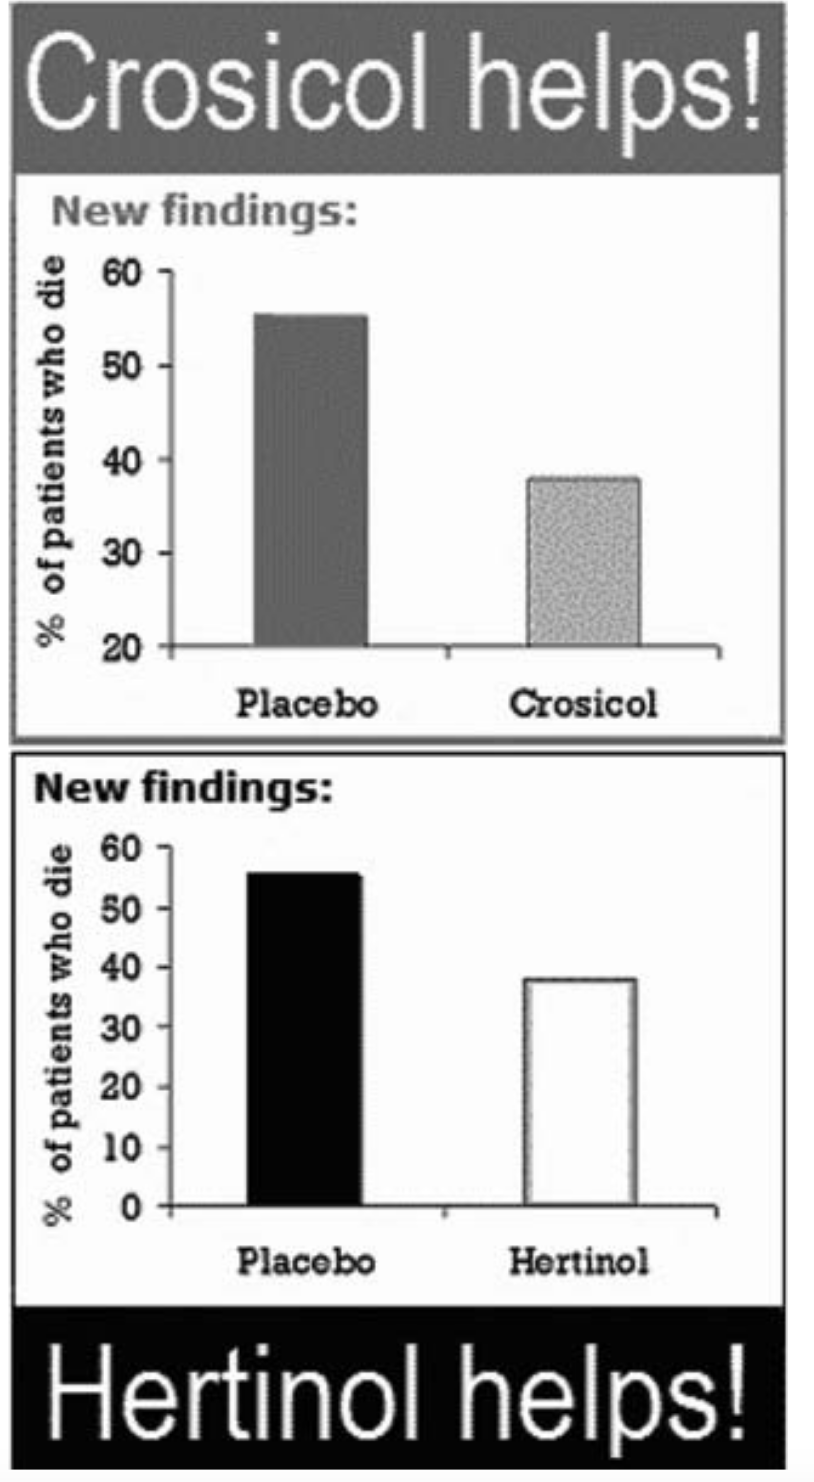 Crosicol helps!
New findings:
% of patients who die
60
50
40
30
20
Placebo Crosicol
New findings:
% of patients who die
60
50
40
30
20
10
0
Placebo Hertinol
Hertinol helps!